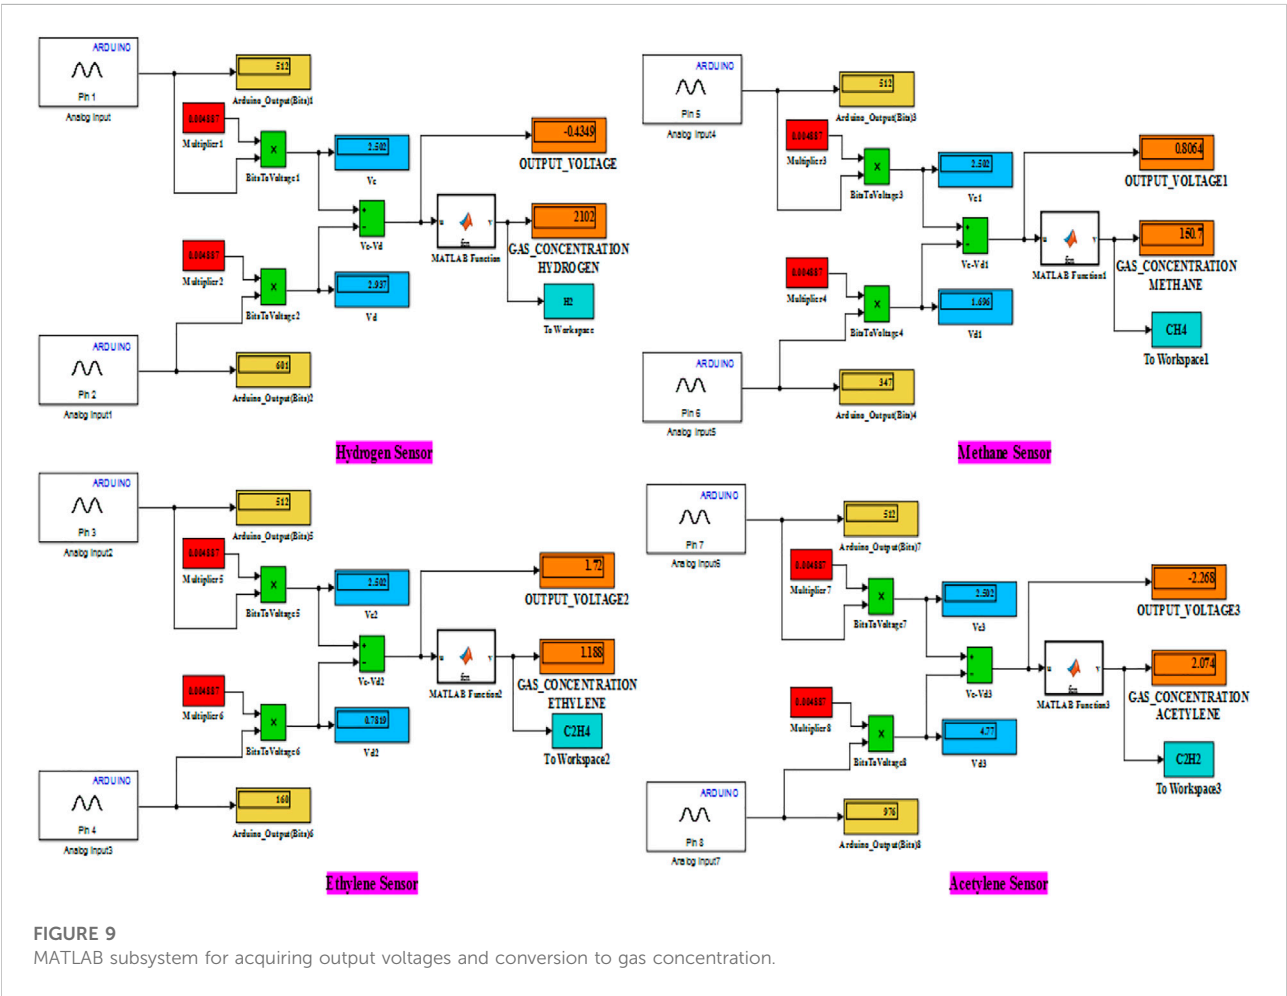 ARDUINO
Pin 1
Analog Input
512
Arduino_Output(Bits)1
0.004887
Multiplier1
×
BitsToVoltage1
2.502
Vc
-0.4349
OUTPUT_VOLTAGE
+
−
Vc-Vd
u
fcn
y
MATLAB Function
2102
GAS_CONCENTRATION
HYDROGEN
H2
To Workspace
0.004887
Multiplier2
×
BitsToVoltage2
2.937
Vd
ARDUINO
Pin 2
Analog Input1
601
Arduino_Output(Bits)2
Hydrogen Sensor
ARDUINO
Pin 5
Analog Input4
512
Arduino_Output(Bits)3
0.004887
Multiplier3
×
BitsToVoltage3
2.502
Vc1
0.8064
OUTPUT_VOLTAGE1
+
−
Vc-Vd1
u
fcn
y
MATLAB Function1
150.7
GAS_CONCENTRATION
METHANE
CH4
To Workspace1
0.004887
Multiplier4
×
BitsToVoltage4
1.696
Vd1
ARDUINO
Pin 6
Analog Input5
347
Arduino_Output(Bits)4
Methane Sensor
ARDUINO
Pin 3
Analog Input2
512
Arduino_Output(Bits)5
0.004887
Multiplier5
×
BitsToVoltage5
2.502
Vc2
1.72
OUTPUT_VOLTAGE2
+
−
Vc-Vd2
u
fcn
y
MATLAB Function2
1.188
GAS_CONCENTRATION
ETHYLENE
C2H4
To Workspace2
0.004887
Multiplier6
×
BitsToVoltage6
0.7819
Vd2
ARDUINO
Pin 4
Analog Input3
160
Arduino_Output(Bits)6
Ethylene Sensor
ARDUINO
Pin 7
Analog Input6
512
Arduino_Output(Bits)7
0.004887
Multiplier7
×
BitsToVoltage7
2.502
Vc3
-2.268
OUTPUT_VOLTAGE3
+
−
Vc-Vd3
u
fcn
y
MATLAB Function3
2.074
GAS_CONCENTRATION
ACETYLENE
C2H2
To Workspace3
0.004887
Multiplier8
×
BitsToVoltage8
4.77
Vd3
ARDUINO
Pin 8
Analog Input7
976
Arduino_Output(Bits)8
Acetylene Sensor
FIGURE 9
MATLAB subsystem for acquiring output voltages and conversion to gas concentration.